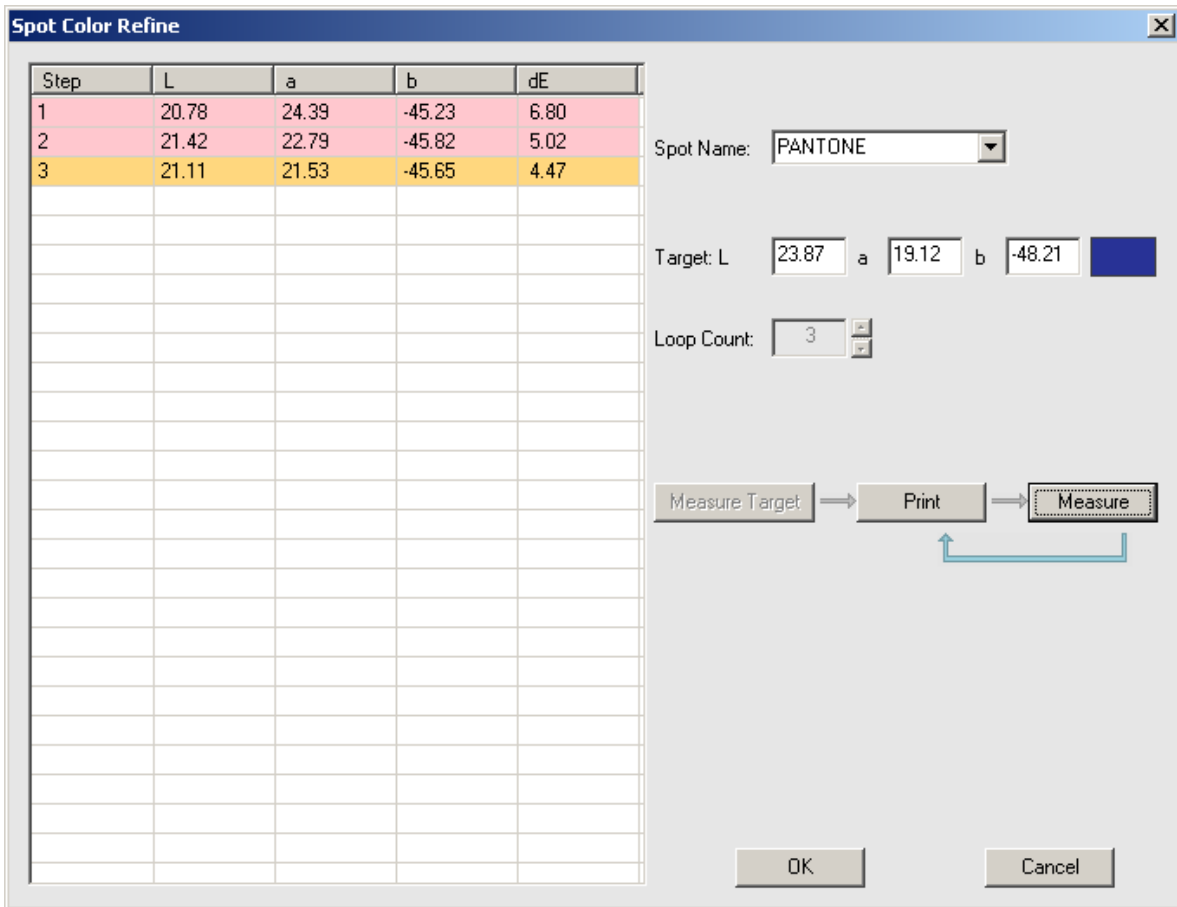 Spot Color Refine
Step L a b dE
1 20.78 24.39 -45.23 6.80
2 21.42 22.79 -45.82 5.02
3 21.11 21.53 -45.65 4.47
Spot Name: PANTONE
Target: L 23.87 a 19.12 b -48.21
Loop Count: 3
Measure Target Print Measure
OK Cancel